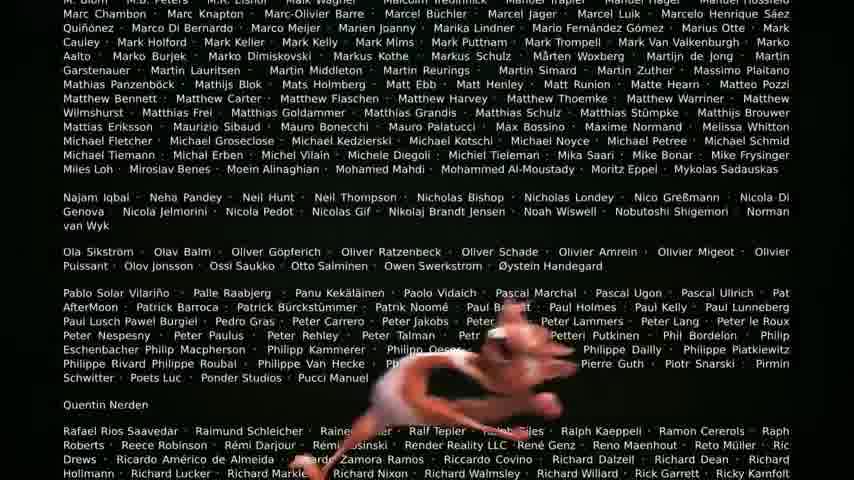 Marc Chambon · Marc Knapton · Marc-Olivier Barre · Marcel Büchler · Marcel Jager · Marcel Luik · Marcelo Henrique Sáez
Quiñónez · Marco Di Bernardo · Marco Meijer · Marien Joanny · Marika Lindner · Mario Fernández Gómez · Marius Otte · Mark
Cauley · Mark Holford · Mark Keller · Mark Kelly · Mark Mims · Mark Puttnam · Mark Trompell · Mark Van Valkenburgh · Marko
Aalto · Marko Burjek · Marko Dimiskovski · Markus Kothe · Markus Schulz · Mårten Woxberg · Martijn de Jong · Martin
Garstenauer · Martin Lauritsen · Martin Middleton · Martin Reurings · Martin Simard · Martin Zuther · Massimo Plaitano
Mathias Panzenböck · Mathijs Blok · Mats Holmberg · Matt Ebb · Matt Henley · Matt Runion · Matte Hearn · Matteo Pozzi
Matthew Bennett · Matthew Carter · Matthew Flaschen · Matthew Harvey · Matthew Thoemke · Matthew Warriner · Matthew
Wilmshurst · Matthias Frei · Matthias Goldammer · Matthias Grandis · Matthias Schulz · Matthias Stümpke · Matthijs Brouwer
Mattias Eriksson · Maurizio Sibaud · Mauro Bonecchi · Mauro Palatucci · Max Bossino · Maxime Normand · Melissa Whitton
Michael Fletcher · Michael Groseclose · Michael Kedzierski · Michael Kotschl · Michael Noyce · Michael Petree · Michael Schmid
Michael Tiemann · Michał Erben · Michel Vilain · Michele Diegoli · Michiel Tieleman · Mika Saari · Mike Bonar · Mike Frysinger
Miles Loh · Miroslav Benes · Moein Alinaghian · Mohamed Mahdi · Mohammed Al-Moustady · Moritz Eppel · Mykolas Sadauskas
Najam Iqbal · Neha Pandey · Neil Hunt · Neil Thompson · Nicholas Bishop · Nicholas Londey · Nico Greßmann · Nicola Di
Genova · Nicola Jelmorini · Nicola Pedot · Nicolas Gif · Nikolaj Brandt Jensen · Noah Wiswell · Nobutoshi Shigemori · Norman
van Wyk
Ola Sikström · Olav Balm · Oliver Göpferich · Oliver Ratzenbeck · Oliver Schade · Olivier Amrein · Olivier Migeot · Olivier
Puissant · Olov Jonsson · Ossi Saukko · Otto Salminen · Owen Swerkstrom · Øystein Handegard
Pablo Solar Vilariño · Palle Raabjerg · Panu Kekäläinen · Paolo Vidaich · Pascal Marchal · Pascal Ugon · Pascal Ullrich · Pat
AfterMoon · Patrick Barroca · Patrick Bürckstümmer · Patrik Noomé · Paul · Paul Holmes · Paul Kelly · Paul Lunneberg
Paul Lusch Pawel Burgiel · Pedro Gras · Peter Carrero · Peter Jakobs · Peter Lammers · Peter Lang · Peter le Roux
Peter Nespesny · Peter Paulus · Peter Rehley · Peter Talman · Petteri Putkinen · Phil Bordelon · Philip
Eschenbacher Philip Macpherson · Philipp Kammerer · Philipp · Philippe Dailly · Philippe Piatkiewitz
Philippe Rivard Philippe Roubal · Philippe Van Hecke · Pierre Guth · Piotr Snarski · Pirmin
Schwitter · Poets Luc · Ponder Studios · Pucci Manuel
Quentin Nerden
Rafael Rios Saavedar · Raimund Schleicher · Ralf Tepler · Ralph Kaeppeli · Ramon Cererols · Raph
Roberts · Reece Robinson · Rémi Darjour · Render Reality LLC · René Genz · Reno Maenhout · Reto Müller · Ric
Drews · Ricardo Américo de Almeida · Zamora Ramos · Riccardo Covino · Richard Dalzell · Richard Dean · Richard
Hollmann · Richard Lucker · Richard · Richard Nixon · Richard Walmsley · Richard Willard · Rick Garrett · Ricky Kamfolt